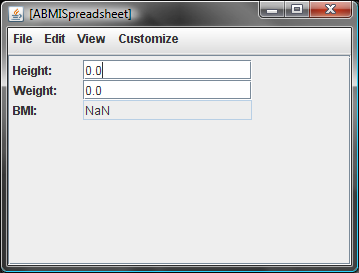 [ABMISpreadsheet]
File Edit View Customize
Height: 0.0
Weight: 0.0
BMI: NaN